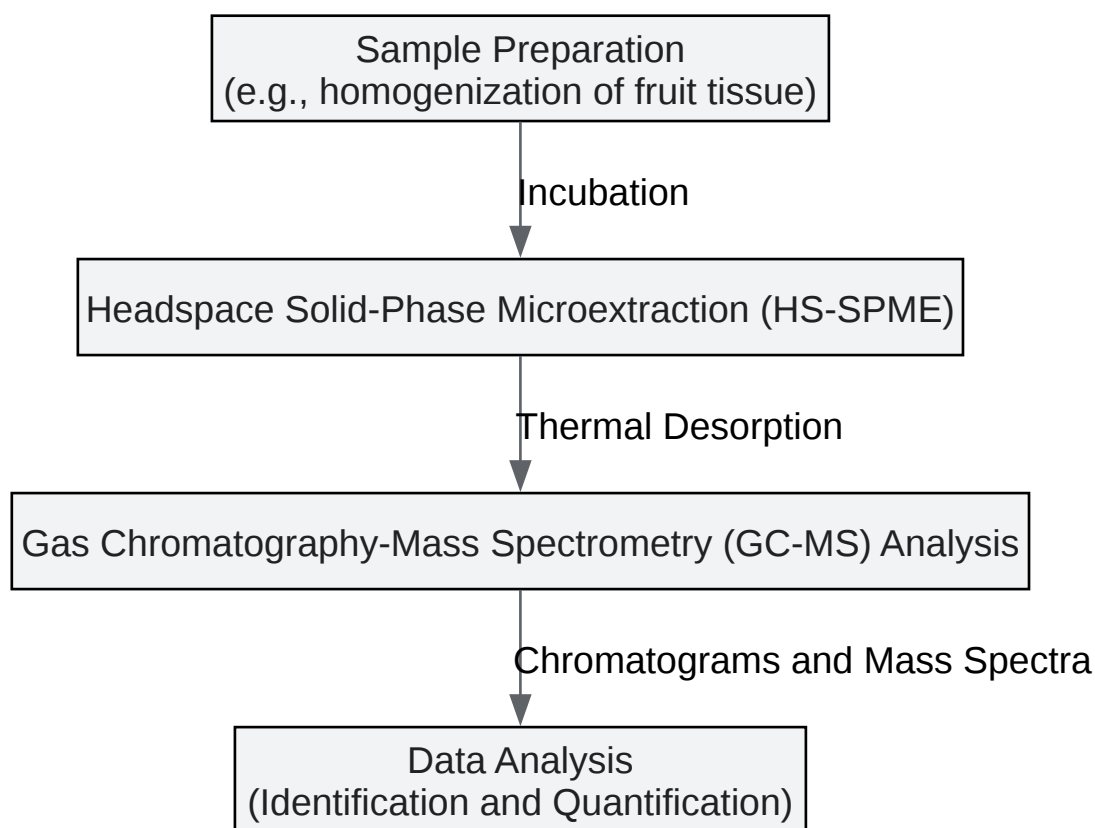 Sample Preparation
(e.g., homogenization of fruit tissue)
Incubation
Headspace Solid-Phase Microextraction (HS-SPME)
Thermal Desorption
Gas Chromatography-Mass Spectrometry (GC-MS) Analysis
Chromatograms and Mass Spectra
Data Analysis
(Identification and Quantification)